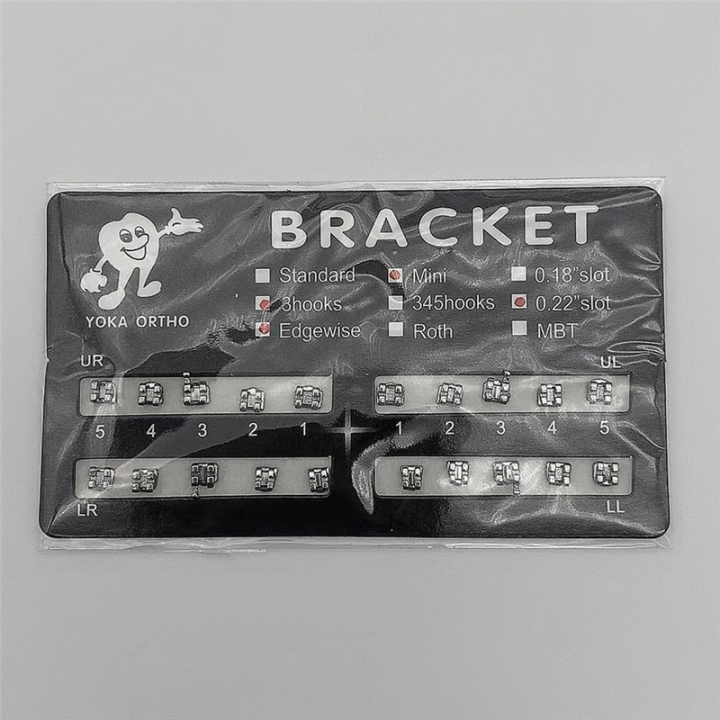 BRACKET
Standard Mini 0.18"slot
3hooks 345hooks 0.22"slot
Edgewise Roth MBT
YOKA ORTHO
UR UL
5 4 3 2 1 1 2 3 4 5
LR LL